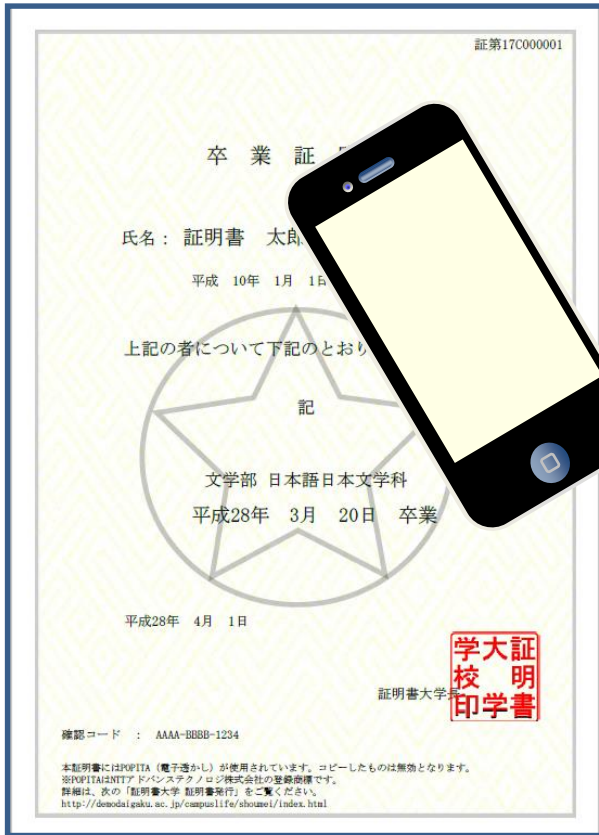 証第17C000001
卒 業 証
氏名： 証明書 太郎
平成 10年 1月 1日
上記の者について下記のとおり
記
文学部 日本語日本文学科
平成28年 3月 20日 卒業
平成28年 4月 1日
証明書大学長
証明書大学学校印
確認コード ： AAAA-BBBB-1234
本証明書にはPOPITA（電子透かし）が使用されています。コピーしたものは無効となります。
※POPITAはNTTアドバンステクノロジ株式会社の登録商標です。
詳細は、次の「証明書大学 証明書発行」をご覧ください。
http://demodaigaku.ac.jp/campuslife/shoumei/index.html